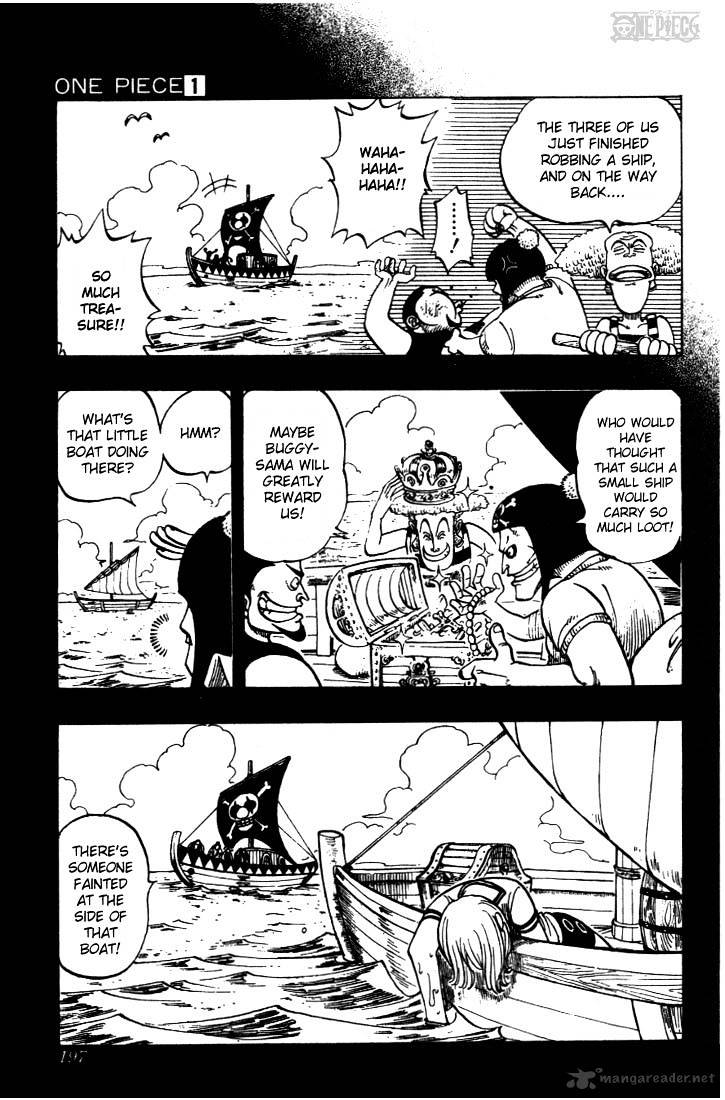 ONE PIECE
ONE PIECE 1
THE THREE OF US
JUST FINISHED
ROBBING A SHIP,
AND ON THE WAY
BACK....
......!
WAHA-
HAHA-
HAHA!!
SO
MUCH
TREA-
SURE!!
WHO WOULD
HAVE
THOUGHT
THAT SUCH A
SMALL SHIP
WOULD
CARRY SO
MUCH LOOT!
MAYBE
BUGGY-
SAMA WILL
GREATLY
REWARD
US!
HMM?
WHAT'S
THAT LITTLE
BOAT DOING
THERE?
THERE'S
SOMEONE
FAINTED
AT THE
SIDE OF
THAT
BOAT!
197
mangareader.net